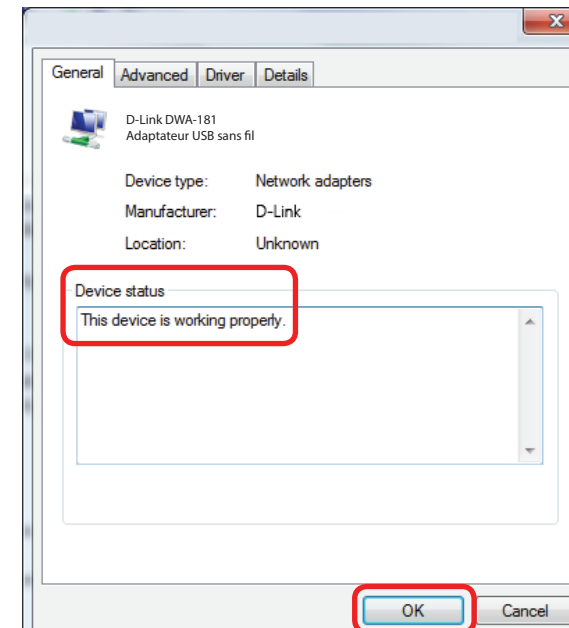 General Advanced Driver Details
D-Link DWA-181
Adaptateur USB sans fil
Device type: Network adapters
Manufacturer: D-Link
Location: Unknown
Device status
This device is working properly.
OK Cancel